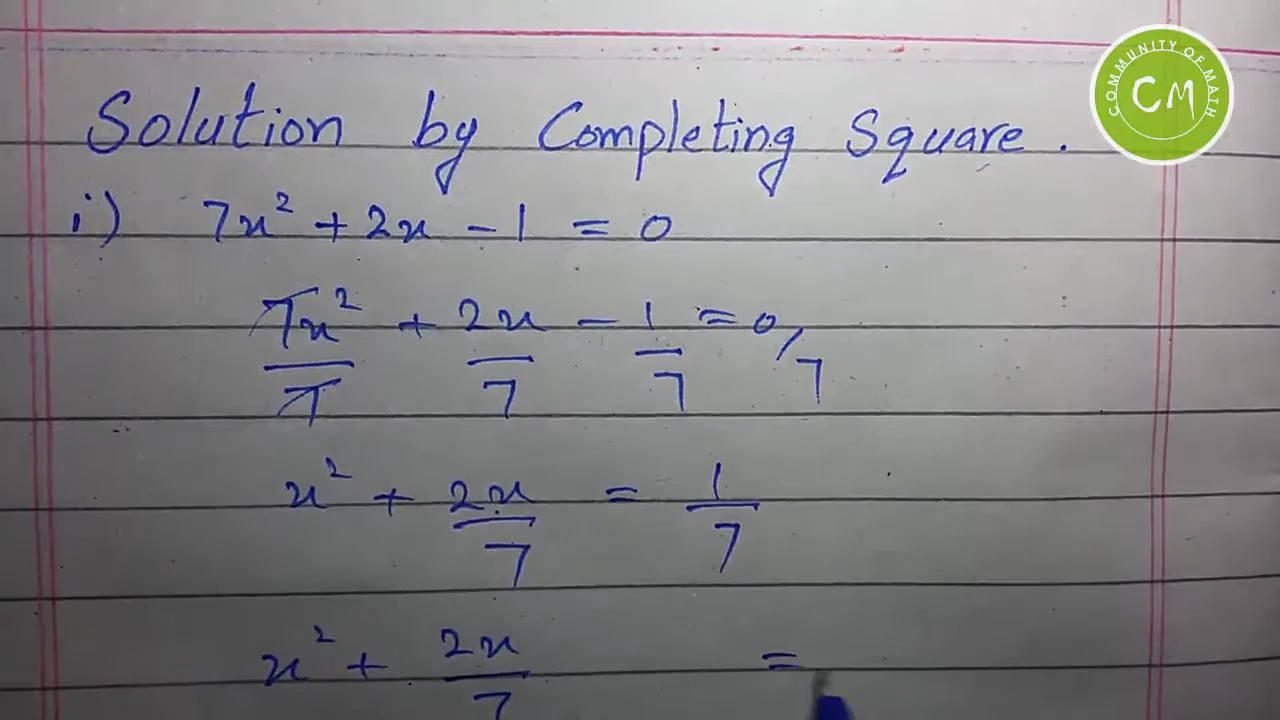 COMMUNITY OF MATH
CM
Solution by Completing Square.
i) 7x² + 2x - 1 = 0
7x²/7 + 2x/7 - 1/7 = 0/7
x² + 2x/7 = 1/7
x² + 2x/7 =